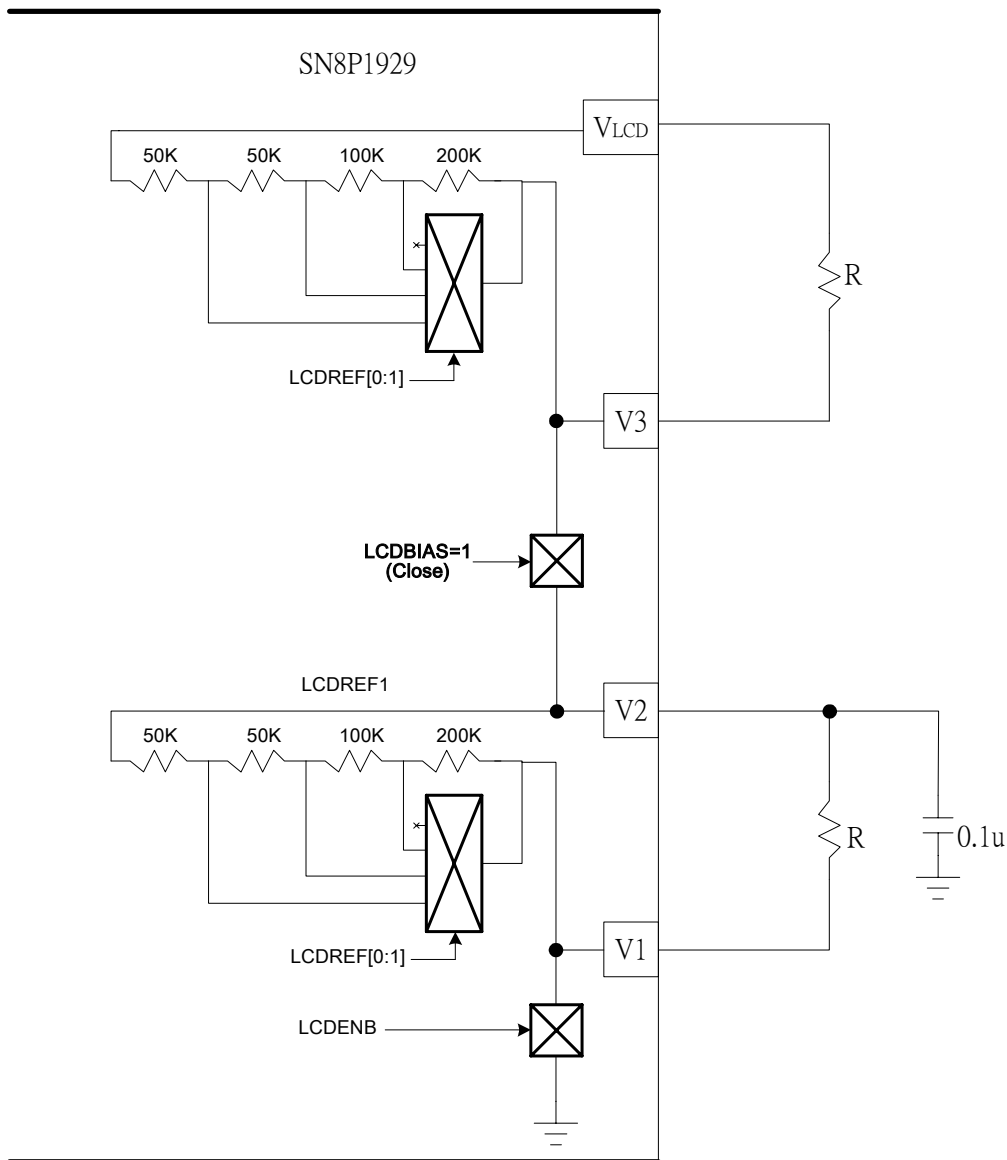 SN8P1929
VLCD
50K 50K 100K 200K
R
LCDREF[0:1]
V3
LCDBIAS=1
(Close)
LCDREF1
V2
50K 50K 100K 200K
R 0.1u
LCDREF[0:1]
V1
LCDENB